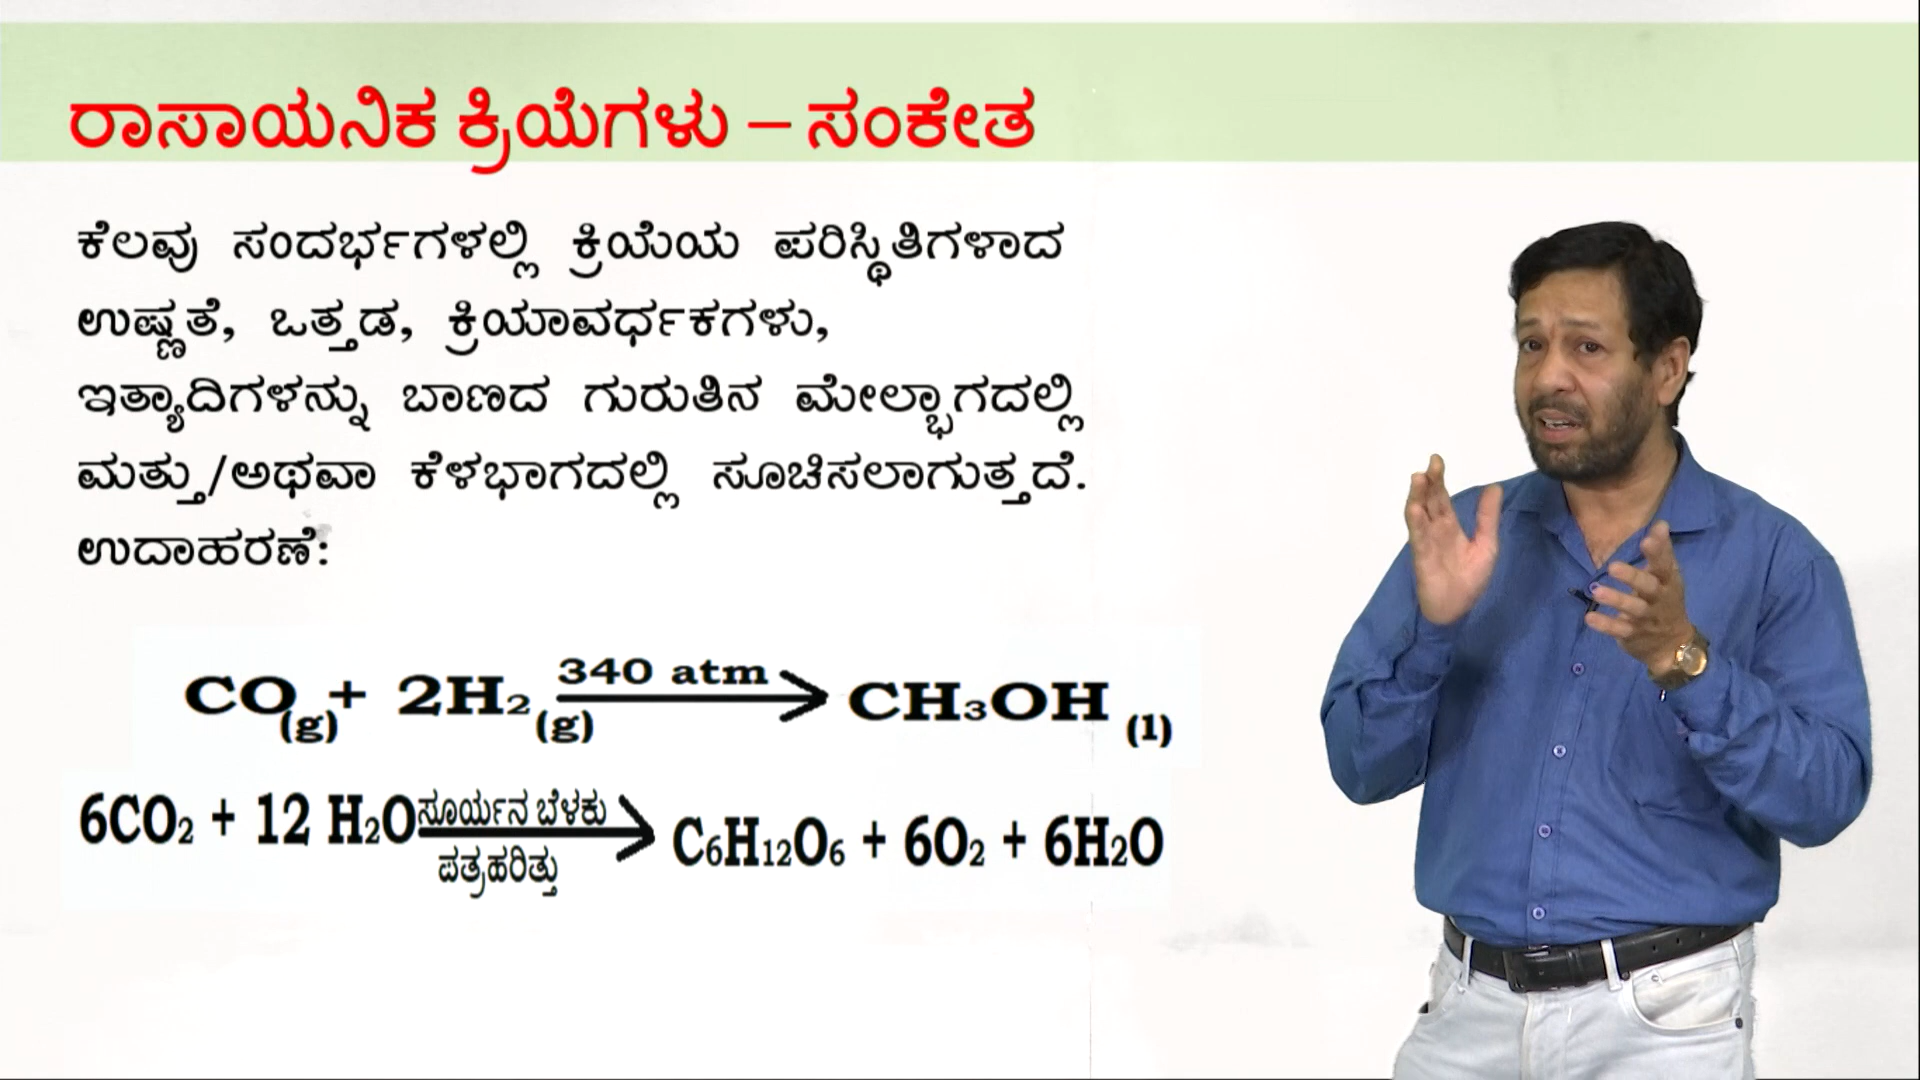 ರಾಸಾಯನಿಕ ಕ್ರಿಯೆಗಳು – ಸಂಕೇತ
ಕೆಲವು ಸಂದರ್ಭಗಳಲ್ಲಿ ಕ್ರಿಯೆಯ ಪರಿಸ್ಥಿತಿಗಳಾದ
ಉಷ್ಣತೆ, ಒತ್ತಡ, ಕ್ರಿಯಾವರ್ಧಕಗಳು,
ಇತ್ಯಾದಿಗಳನ್ನು ಬಾಣದ ಗುರುತಿನ ಮೇಲ್ಭಾಗದಲ್ಲಿ
ಮತ್ತು/ಅಥವಾ ಕೆಳಭಾಗದಲ್ಲಿ ಸೂಚಿಸಲಾಗುತ್ತದೆ.
ಉದಾಹರಣೆ:
CO(g) + 2H₂ (g) 340 atm → CH₃OH (l)
6CO₂ + 12 H₂O ಸೂರ್ಯನ ಬೆಳಕು → C₆H₁₂O₆ + 6O₂ + 6H₂O
ಪತ್ರಹರಿತ್ತು